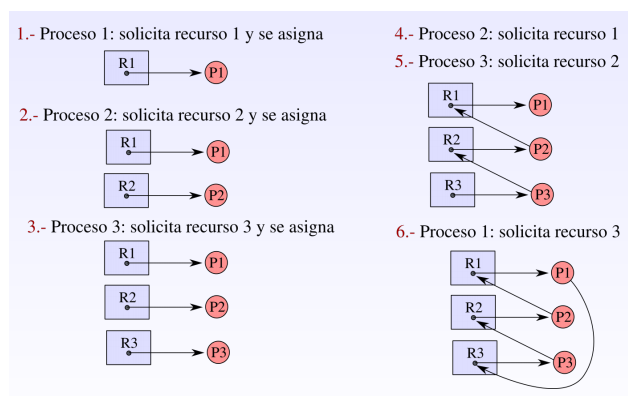 1.- Proceso 1: solicita recurso 1 y se asigna
R1
P1
2.- Proceso 2: solicita recurso 2 y se asigna
R1
P1
R2
P2
3.- Proceso 3: solicita recurso 3 y se asigna
R1
P1
R2
P2
R3
P3
4.- Proceso 2: solicita recurso 1
5.- Proceso 3: solicita recurso 2
R1
P1
R2
P2
R3
P3
6.- Proceso 1: solicita recurso 3
R1
P1
R2
P2
R3
P3